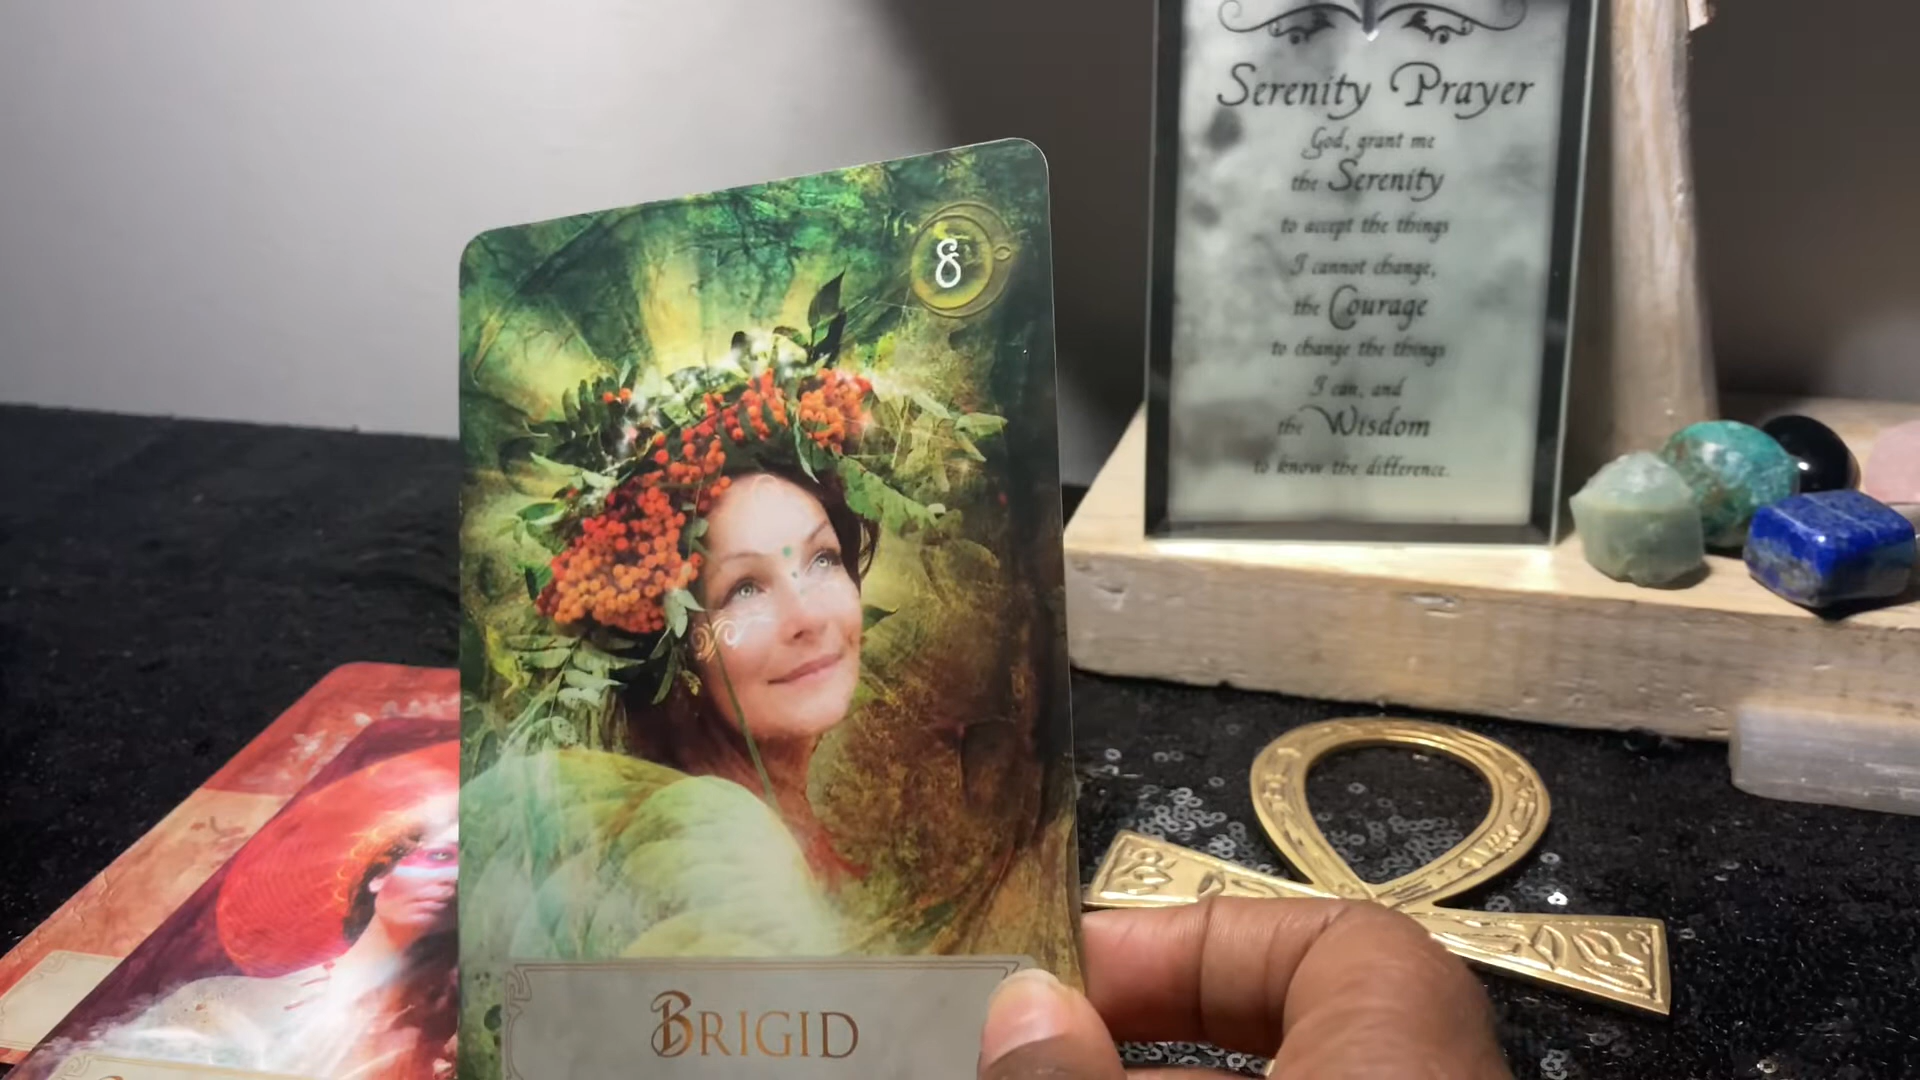 8
BRIGID
Serenity Prayer
God, grant me
the Serenity
to accept the things
I cannot change,
the Courage
to change the things
I can, and
the Wisdom
to know the difference.